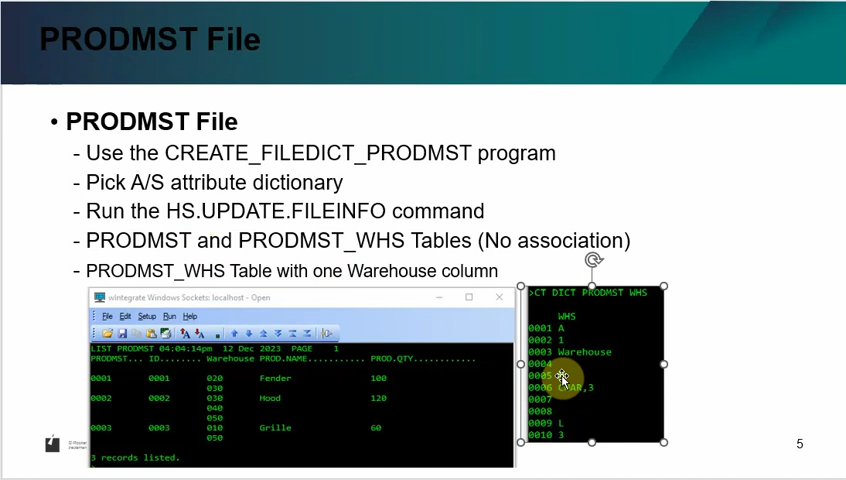 PRODMST File
• PRODMST File
- Use the CREATE_FILEDICT_PRODMST program
- Pick A/S attribute dictionary
- Run the HS.UPDATE.FILEINFO command
- PRODMST and PRODMST_WHS Tables (No association)
- PRODMST_WHS Table with one Warehouse column
wIntegrate Windows Sockets: localhost - Open
File Edit Setup Run Help
LIST PRODMST 04:04:14pm 12 Dec 2023 PAGE 1
PRODMST... ID........ Warehouse PROD.NAME........... PROD.QTY............
0001 0001 020 Fender 100
030
0002 0002 030 Hood 120
040
050
0003 0003 010 Grille 60
050
3 records listed.
>CT DICT PRODMST WHS
WHS
0001 A
0002 1
0003 Warehouse
0004
0005
0006
0007
0008
0009 L
0010 3
5